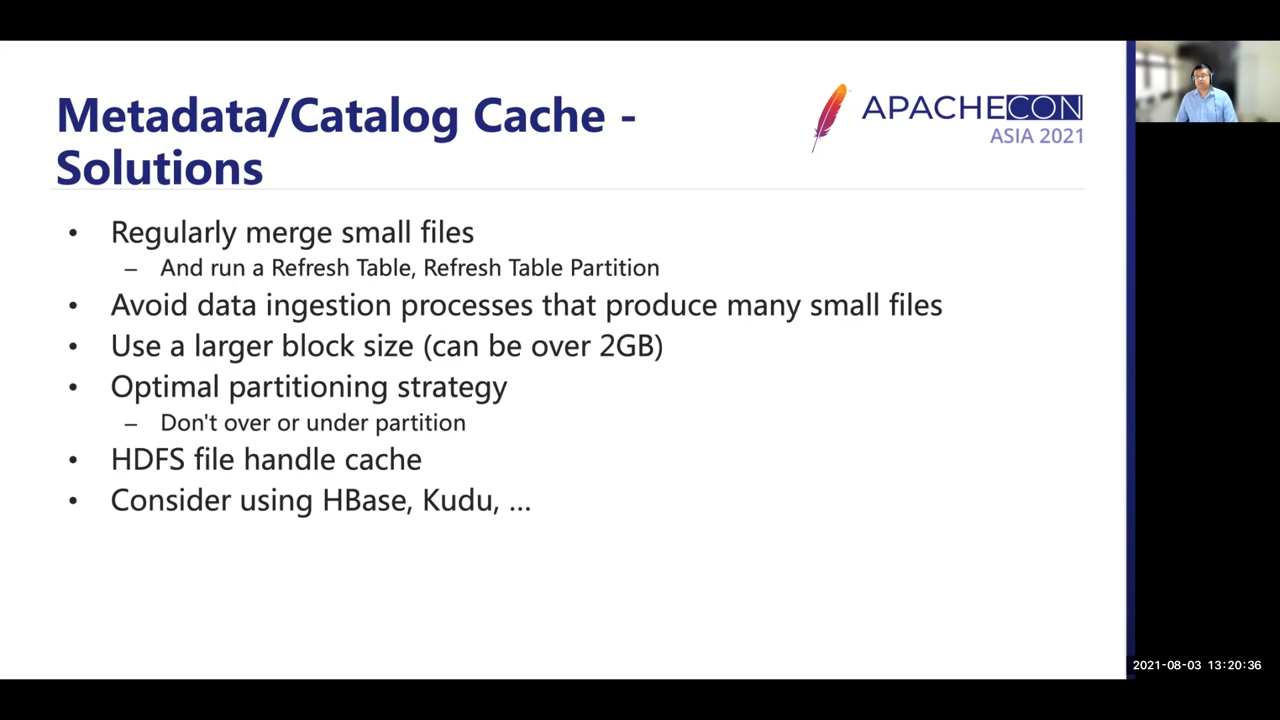 Metadata/Catalog Cache -
Solutions
APACHECON
ASIA 2021
• Regularly merge small files
– And run a Refresh Table, Refresh Table Partition
• Avoid data ingestion processes that produce many small files
• Use a larger block size (can be over 2GB)
• Optimal partitioning strategy
– Don't over or under partition
• HDFS file handle cache
• Consider using HBase, Kudu, ...
2021-08-03 13:20:36